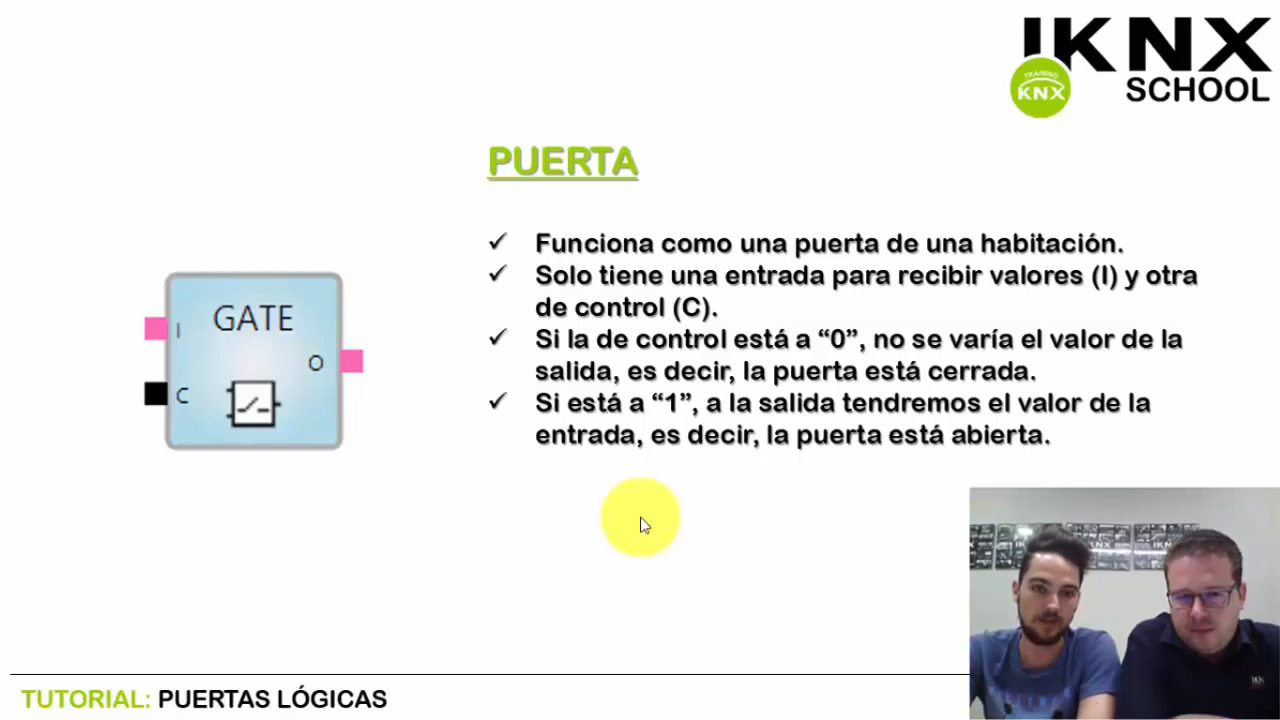 IKNX
SCHOOL
TRAINING
KNX
PUERTA
Funciona como una puerta de una habitación.
Solo tiene una entrada para recibir valores (I) y otra
de control (C).
Si la de control está a “0”, no se varía el valor de la
salida, es decir, la puerta está cerrada.
Si está a “1”, a la salida tendremos el valor de la
entrada, es decir, la puerta está abierta.
GATE
I
O
C
IKNX
TUTORIAL: PUERTAS LÓGICAS